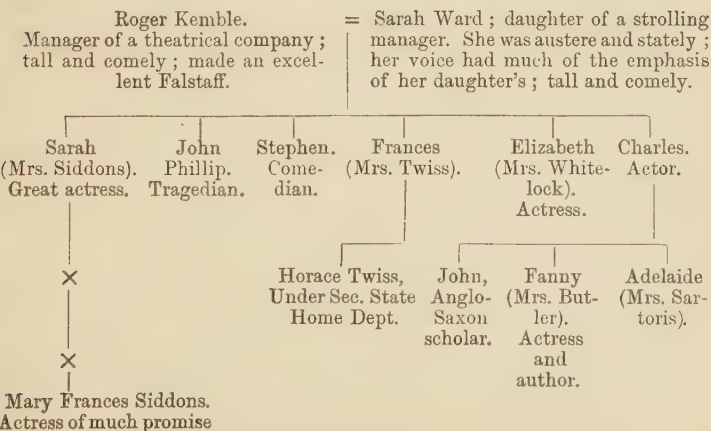 Roger Kemble.
Manager of a theatrical company ;
tall and comely ; made an excel-
lent Falstaff.
= Sarah Ward ; daughter of a strolling
manager. She was austere and stately ;
her voice had much of the emphasis
of her daughter's ; tall and comely.
Sarah
(Mrs. Siddons).
Great actress.
John
Phillip.
Tragedian.
Stephen.
Come-
dian.
Frances
(Mrs. Twiss).
Elizabeth
(Mrs. White-
lock).
Actress.
Charles.
Actor.
×
×
Mary Frances Siddons.
Actress of much promise
Horace Twiss,
Under Sec. State
Home Dept.
John,
Anglo-
Saxon
scholar.
Fanny
(Mrs. But-
ler).
Actress
and
author.
Adelaide
(Mrs. Sar-
toris).